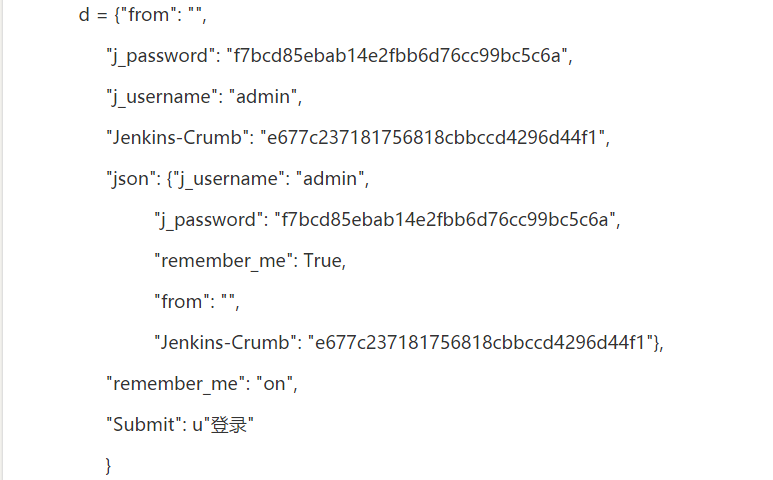 d = {"from": "",
"j_password": "f7bcd85ebab14e2fbb6d76cc99bc5c6a",
"j_username": "admin",
"Jenkins-Crumb": "e677c237181756818cbbccd4296d44f1",
"json": {"j_username": "admin",
"j_password": "f7bcd85ebab14e2fbb6d76cc99bc5c6a",
"remember_me": True,
"from": "",
"Jenkins-Crumb": "e677c237181756818cbbccd4296d44f1"},
"remember_me": "on",
"Submit": u"登录"
}